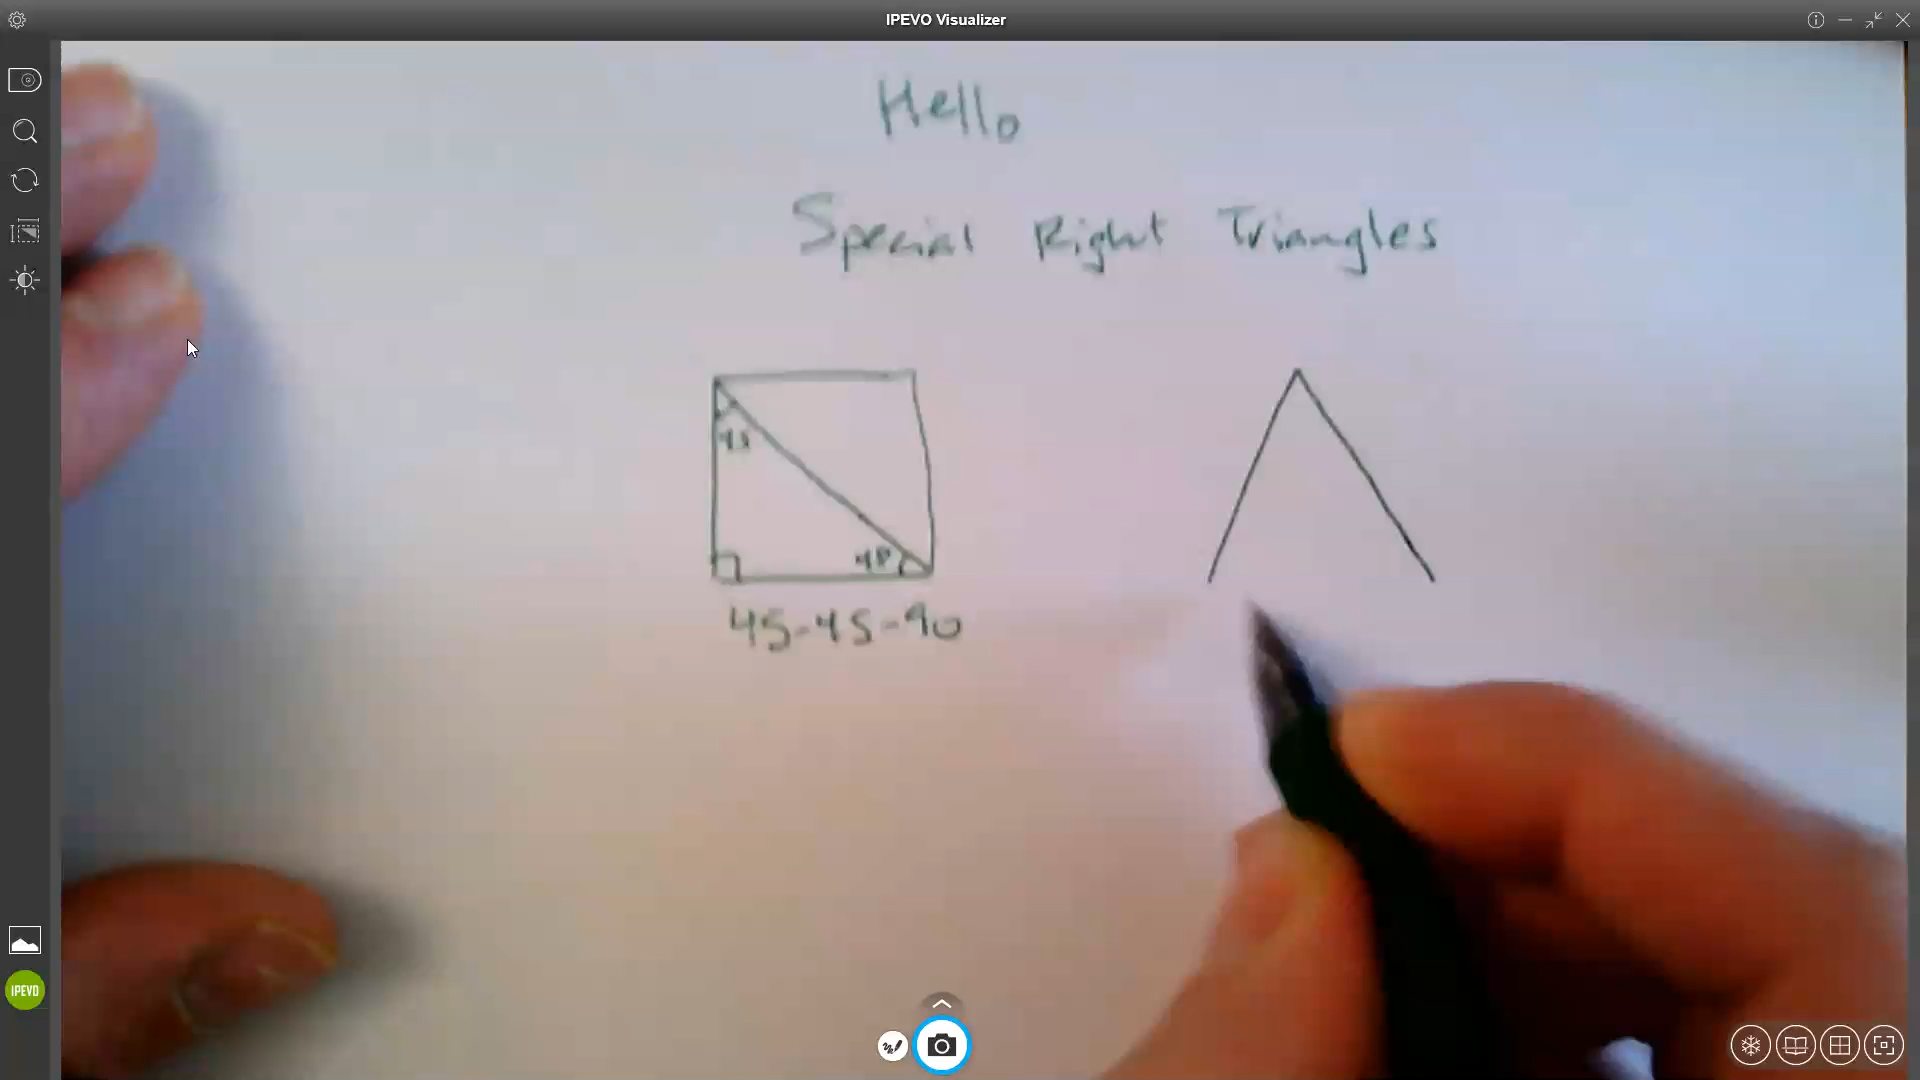 IPEVO Visualizer
Hello
Special Right Triangles
45
45
45-45-90
IPEVO